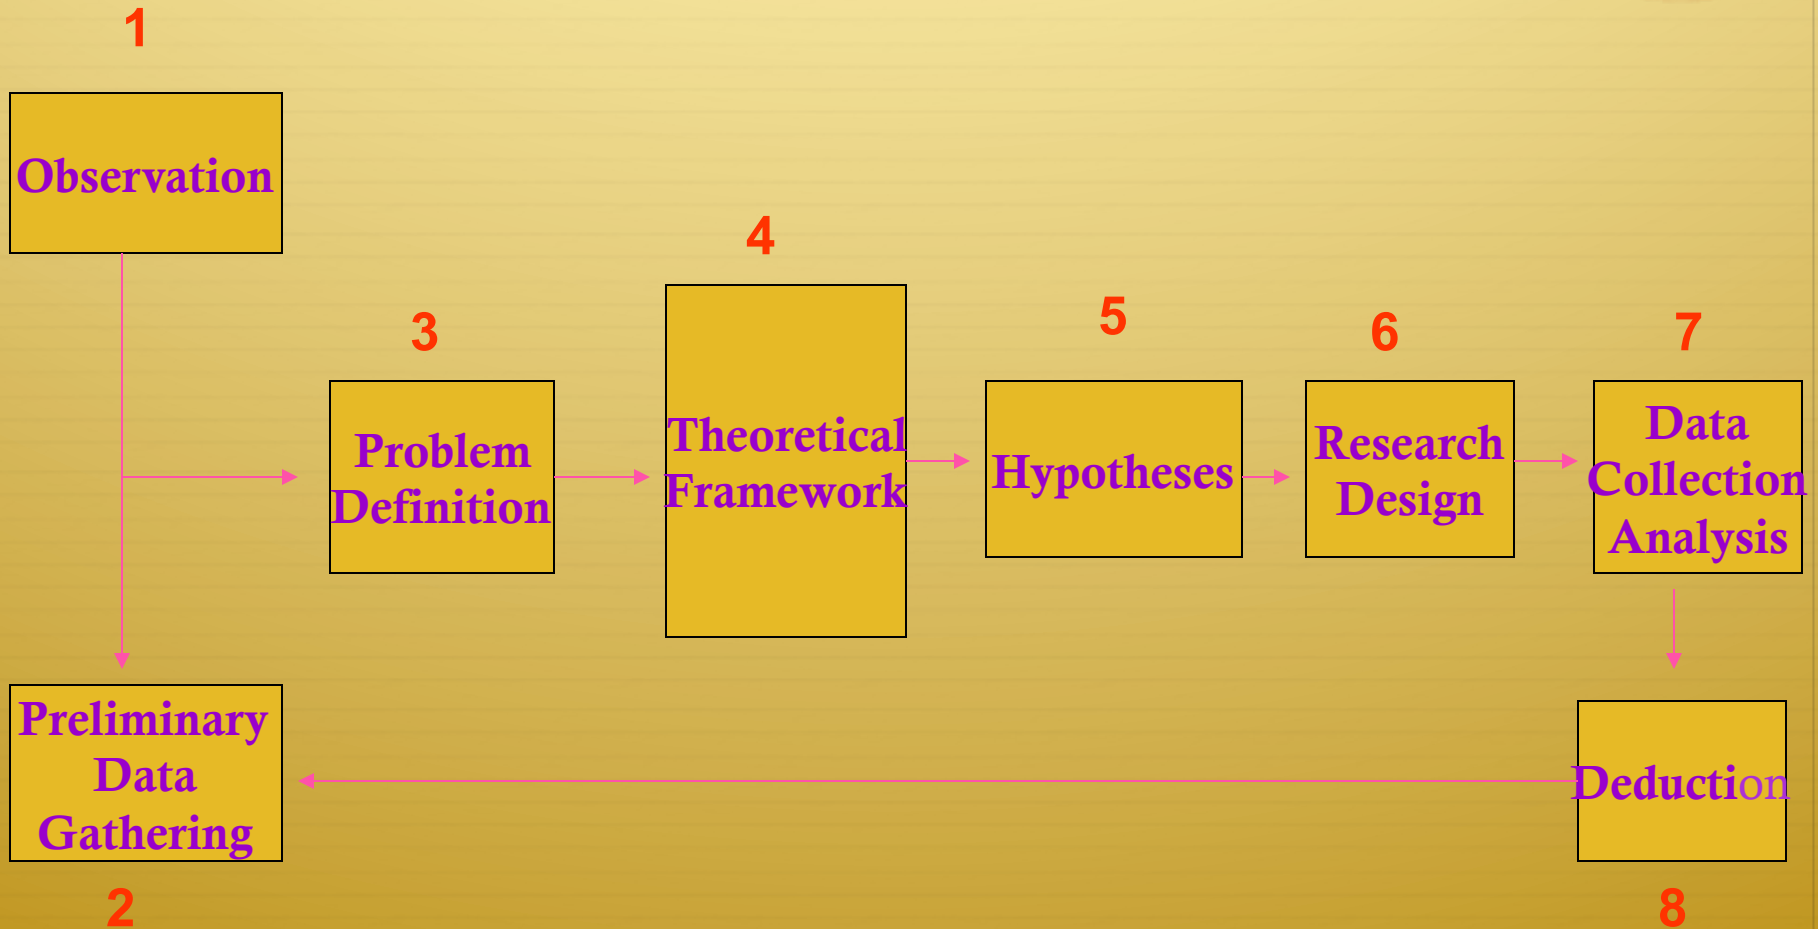 1
Observation
3
Problem
Definition
4
Theoretical
Framework
5
Hypotheses
6
Research
Design
7
Data
Collection
Analysis
Preliminary
Data
Gathering
2
Deduction
8